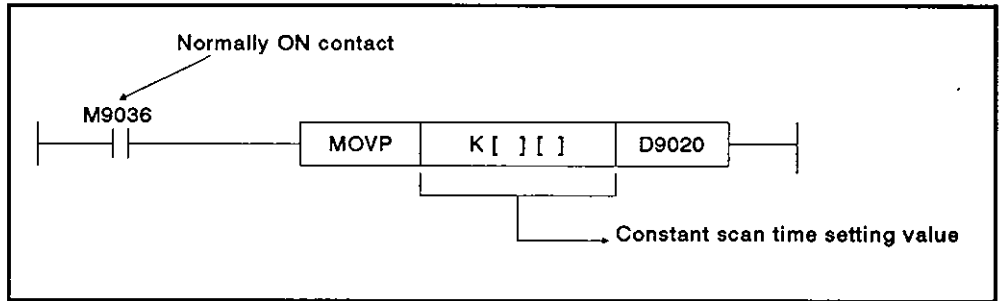 Normally ON contact
M9036
MOVP K [ ] [ ] D9020
Constant scan time setting value